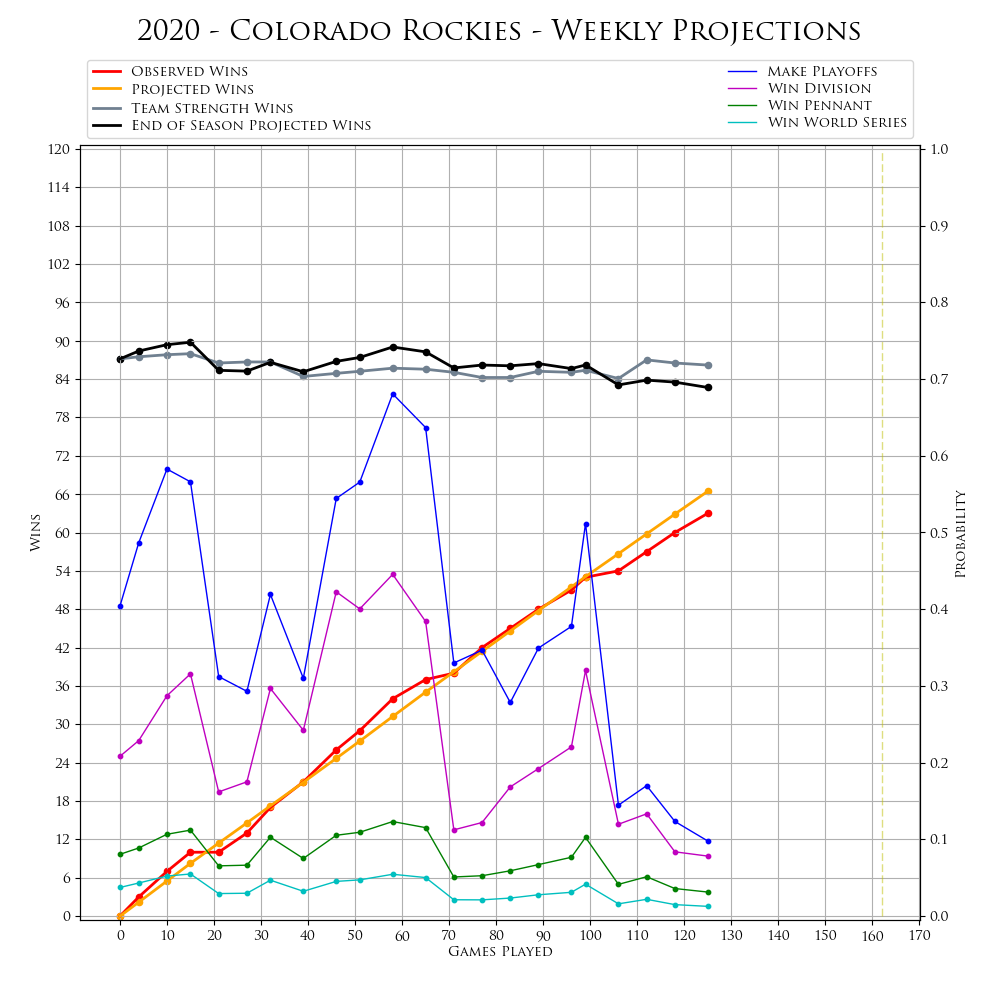 2020 - Colorado Rockies - Weekly Projections
Observed Wins
Projected Wins
Team Strength Wins
End of Season Projected Wins
Make Playoffs
Win Division
Win Pennant
Win World Series
120
114
108
102
96
90
84
78
72
66
60
54
48
42
36
30
24
18
12
6
0
Wins
1.0
0.9
0.8
0.7
0.6
0.5
0.4
0.3
0.2
0.1
0.0
Probability
0 10 20 30 40 50 60 70 80 90 100 110 120 130 140 150 160 170
Games Played